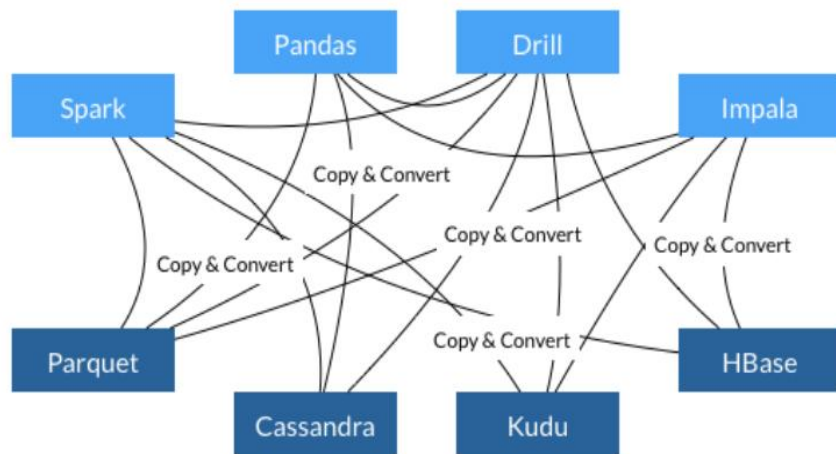 Pandas
Drill
Spark
Impala
Copy & Convert
Copy & Convert
Copy & Convert
Copy & Convert
Copy & Convert
Parquet
HBase
Cassandra
Kudu